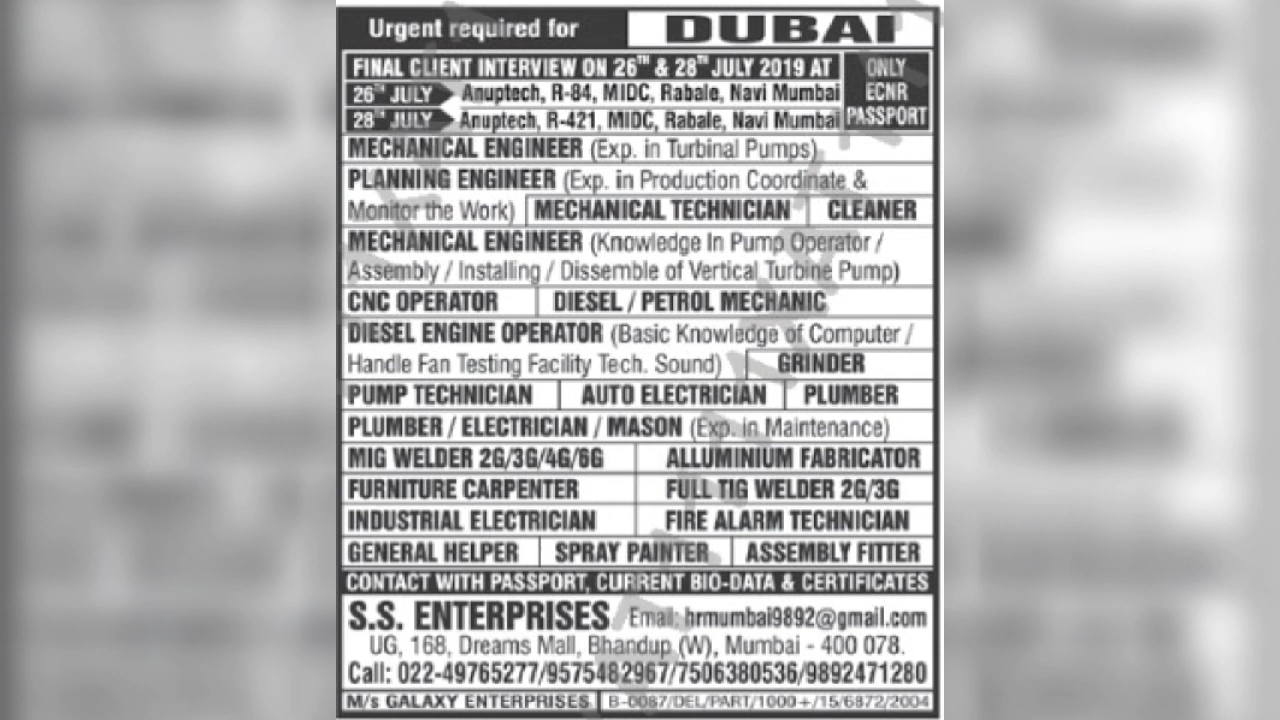 Urgent required for DUBAI
FINAL CLIENT INTERVIEW ON 26TH & 28TH JULY 2019 AT
ONLY
ECNR
PASSPORT
26TH JULY Anuptech, R-84, MIDC, Rabale, Navi Mumbai
28TH JULY Anuptech, R-421, MIDC, Rabale, Navi Mumbai
MECHANICAL ENGINEER (Exp. in Turbinal Pumps)
PLANNING ENGINEER (Exp. in Production Coordinate &
Monitor the Work) MECHANICAL TECHNICIAN CLEANER
MECHANICAL ENGINEER (Knowledge In Pump Operator /
Assembly / Installing / Dissemble of Vertical Turbine Pump)
CNC OPERATOR DIESEL / PETROL MECHANIC
DIESEL ENGINE OPERATOR (Basic Knowledge of Computer /
Handle Fan Testing Facility Tech. Sound) GRINDER
PUMP TECHNICIAN AUTO ELECTRICIAN PLUMBER
PLUMBER / ELECTRICIAN / MASON (Exp. in Maintenance)
MIG WELDER 2G/3G/4G/6G ALLUMINIUM FABRICATOR
FURNITURE CARPENTER FULL TIG WELDER 2G/3G
INDUSTRIAL ELECTRICIAN FIRE ALARM TECHNICIAN
GENERAL HELPER SPRAY PAINTER ASSEMBLY FITTER
CONTACT WITH PASSPORT, CURRENT BIO-DATA & CERTIFICATES
S.S. ENTERPRISES Email: hrmumbai9892@gmail.com
UG, 168, Dreams Mall, Bhandup (W), Mumbai - 400 078.
Call: 022-49765277/9575482967/7506380536/9892471280
M/s GALAXY ENTERPRISES B-0087/DEL/PART/1000+/15/6872/2004